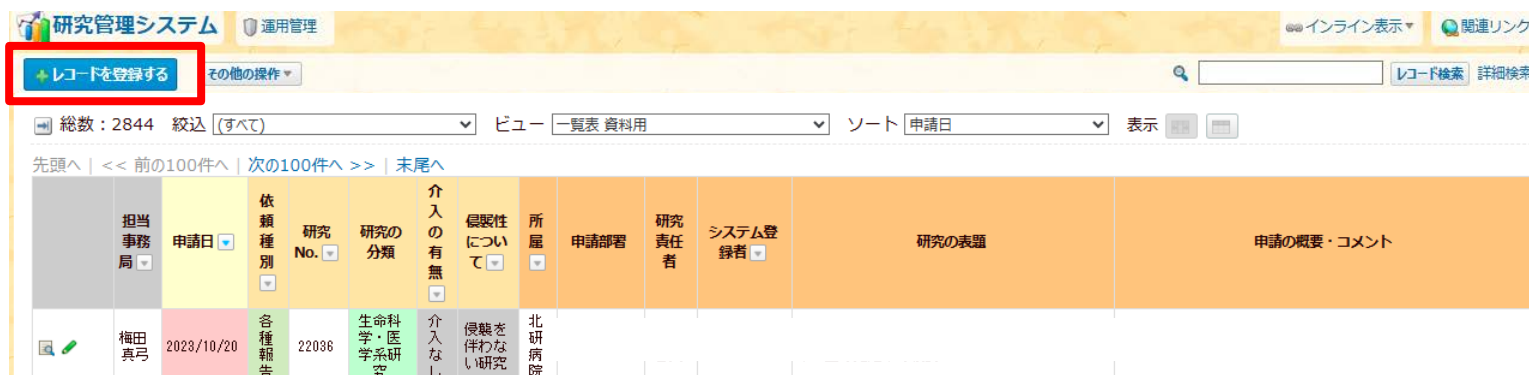 研究管理システム 運用管理 インライン表示▼ 関連リンク
+レコードを登録する その他の操作▼ レコード検索 詳細検索
総数：2844 絞込 (すべて) ビュー 一覧表 資料用 ソート 申請日 表示
先頭へ | << 前の100件へ | 次の100件へ >> | 末尾へ
担当事務局 申請日 依頼種別 研究No. 研究の分類 介入の有無 侵襲性について 所属 申請部署 研究責任者 システム登録者 研究の表題 申請の概要・コメント
梅田真弓 2023/10/20 各種報告 22036 生命科学・医学系研究 介入なし 侵襲を伴わない研究 北研病院